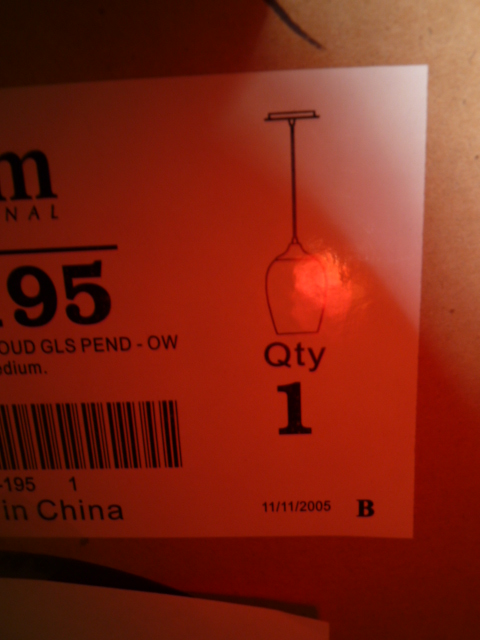 m
NAL
195
OUD GLS PEND - OW
dium.
Qty
1
-195 1
in China
11/11/2005 B